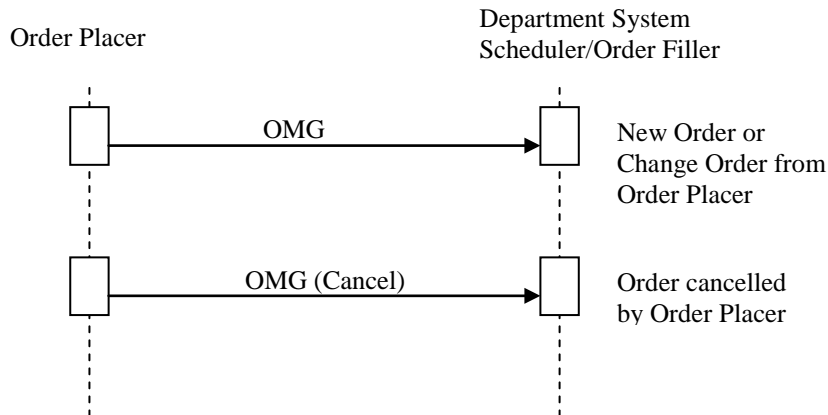 Department System
Order Placer
Scheduler/Order Filler
OMG
New Order or
Change Order from
Order Placer
OMG (Cancel)
Order cancelled
by Order Placer